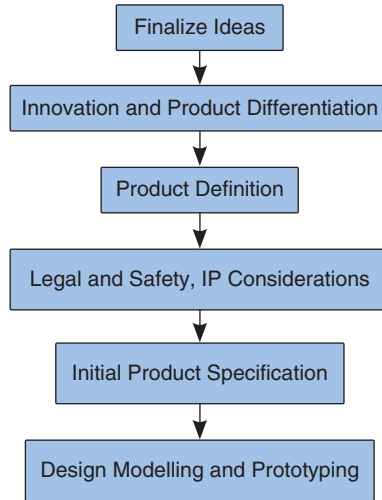 Finalize Ideas
Innovation and Product Differentiation
Product Definition
Legal and Safety, IP Considerations
Initial Product Specification
Design Modelling and Prototyping